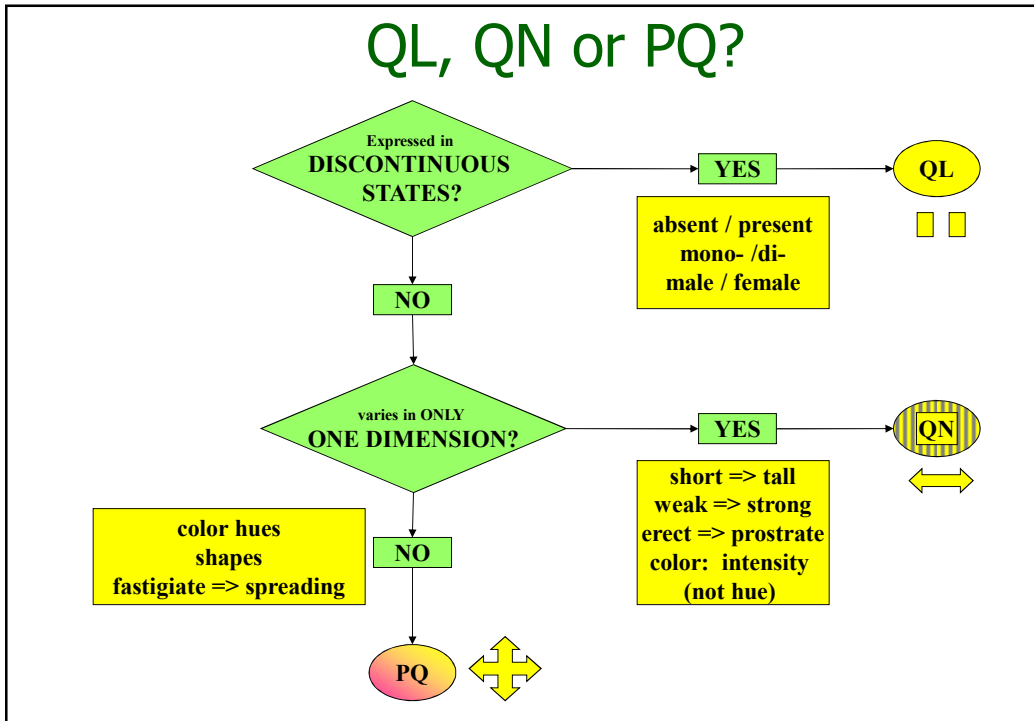 QL, QN or PQ?
Expressed in
DISCONTINUOUS
STATES?
YES
QL
absent / present
mono- /di-
male / female
NO
varies in ONLY
ONE DIMENSION?
YES
QN
short => tall
weak => strong
erect => prostrate
color: intensity
(not hue)
color hues
shapes
fastigiate => spreading
NO
PQ